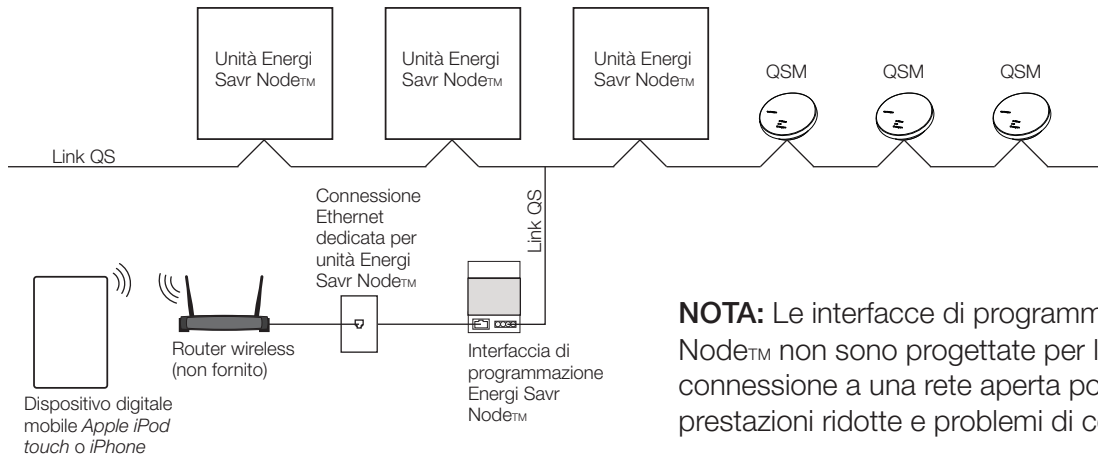 Unità Energi
Savr Node™
Unità Energi
Savr Node™
Unità Energi
Savr Node™
QSM
QSM
QSM
Link QS
Connessione
Ethernet
dedicata per
unità Energi
Savr Node™
Link QS
Router wireless
(non fornito)
Interfaccia di
programmazione
Energi Savr
Node™
Dispositivo digitale
mobile Apple iPod
touch o iPhone
NOTA: Le interfacce di
Node™ non sono progettate per
connessione a una rete aperta
prestazioni ridotte e problemi di